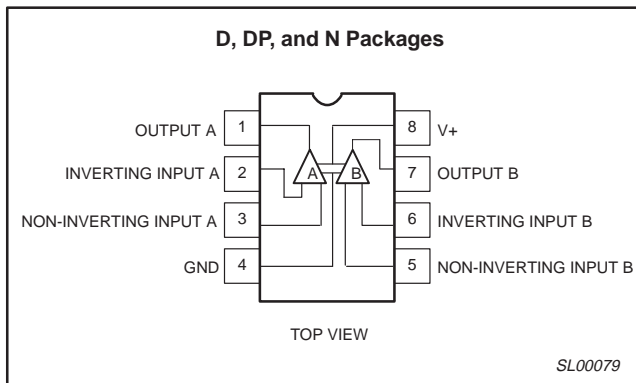 D, DP, and N Packages
OUTPUT A 1
8 V+
INVERTING INPUT A 2
7 OUTPUT B
A B
NON-INVERTING INPUT A 3
6 INVERTING INPUT B
GND 4
5 NON-INVERTING INPUT B
TOP VIEW
SL00079